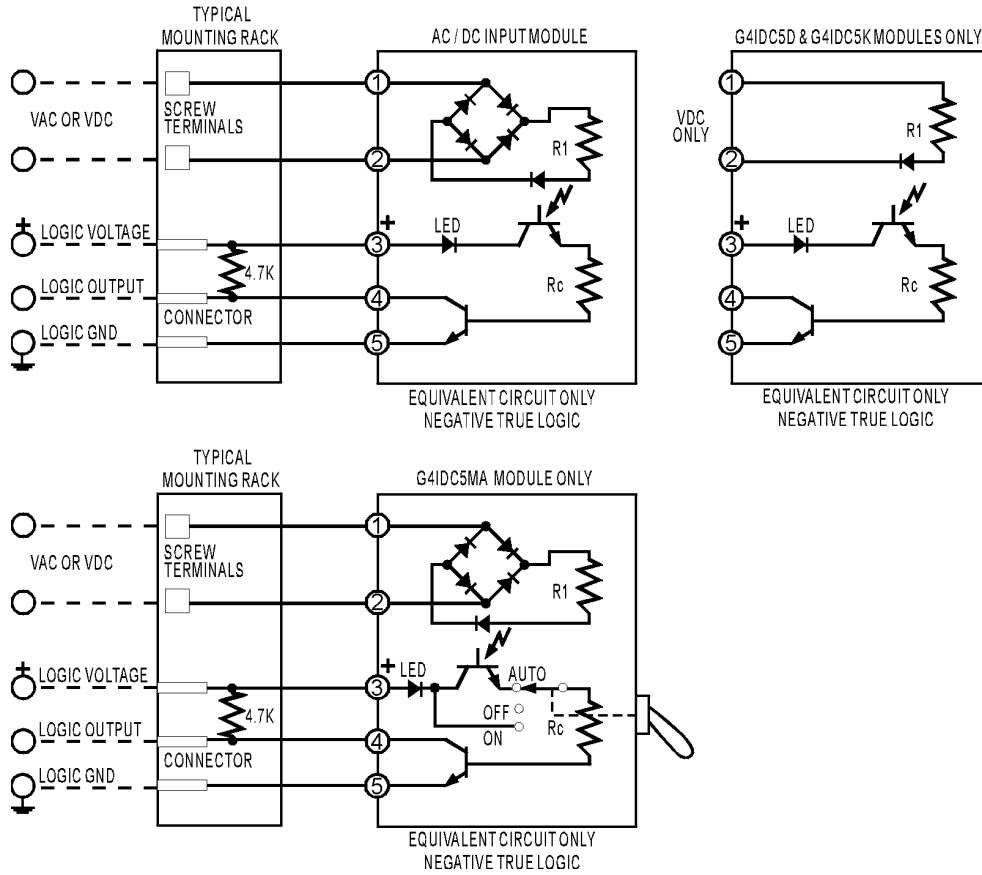 TYPICAL
MOUNTING RACK
AC / DC INPUT MODULE
G4IDC5D & G4IDC5K MODULES ONLY
VAC OR VDC
SCREW
TERMINALS
1
2
R1
+
LOGIC VOLTAGE
4.7K
+
3
LED
LOGIC OUTPUT
CONNECTOR
4
Rc
LOGIC GND
5
EQUIVALENT CIRCUIT ONLY
NEGATIVE TRUE LOGIC
1
VDC
ONLY
R1
2
+
3
LED
Rc
4
5
EQUIVALENT CIRCUIT ONLY
NEGATIVE TRUE LOGIC
TYPICAL
MOUNTING RACK
G4IDC5MA MODULE ONLY
VAC OR VDC
SCREW
TERMINALS
1
2
R1
+
LOGIC VOLTAGE
4.7K
+
3
LED
AUTO
OFF
ON
Rc
LOGIC OUTPUT
CONNECTOR
4
LOGIC GND
5
EQUIVALENT CIRCUIT ONLY
NEGATIVE TRUE LOGIC